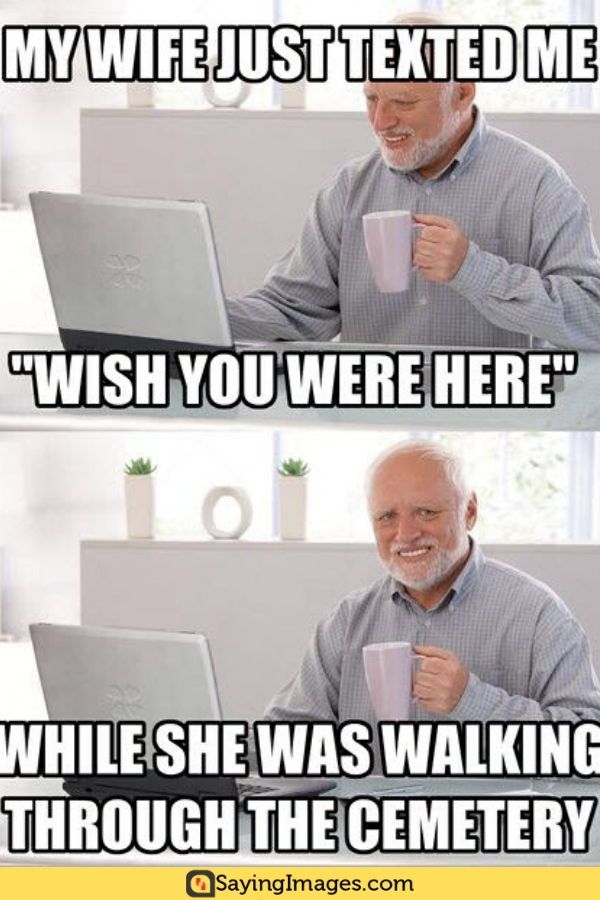 MY WIFE JUST TEXTED ME
"WISH YOU WERE HERE"
WHILE SHE WAS WALKING
THROUGH THE CEMETERY
SayingImages.com